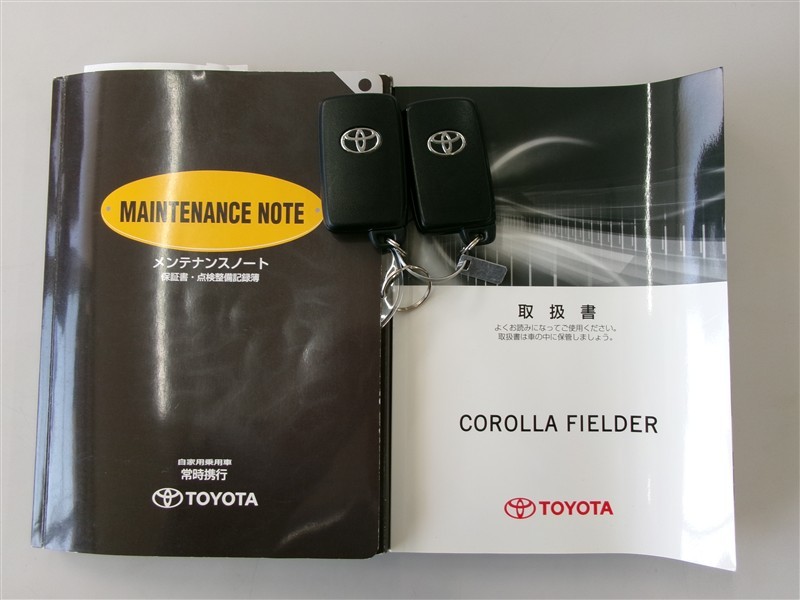 MAINTENANCE NOTE
メンテナンスノート
保証書・点検整備記録簿
自家用乗用車
常時携行
TOYOTA
取扱書
よくお読みになってご使用ください。
取扱書は車の中に保管しましょう。
COROLLA FIELDER
TOYOTA